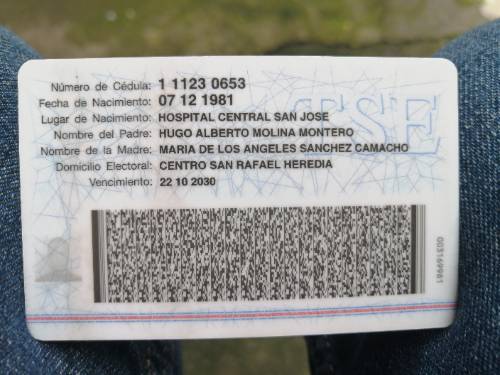 Número de Cédula: 1 1123 0653
Fecha de Nacimiento: 07 12 1981
Lugar de Nacimiento: HOSPITAL CENTRAL SAN JOSE
Nombre del Padre: HUGO ALBERTO MOLINA MONTERO
Nombre de la Madre: MARIA DE LOS ANGELES SANCHEZ CAMACHO
Domicilio Electoral: CENTRO SAN RAFAEL HEREDIA
Vencimiento: 22 10 2030
TSE
003169981